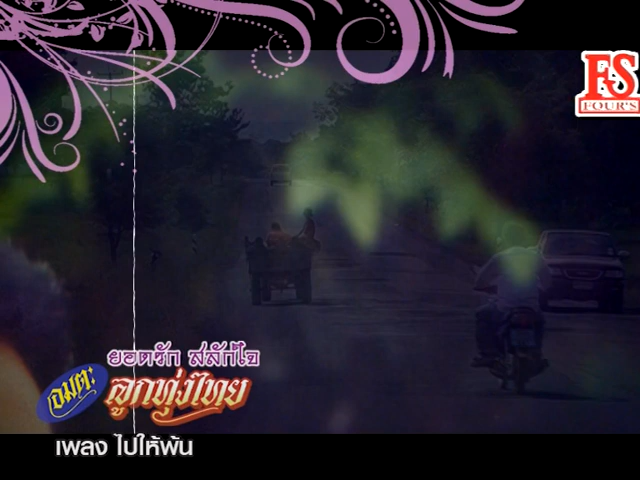 FS
FOUR'S
ยอดรัก สลักใจ
อมตะ
ลูกทุ่งไทย
เพลง ไปให้พ้น